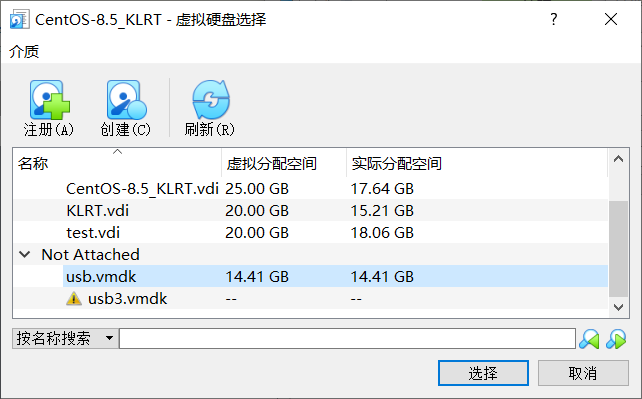 CentOS-8.5_KLRT - 虚拟硬盘选择
介质
注册(A) 创建(C) 刷新(R)
名称 虚拟分配空间 实际分配空间
CentOS-8.5_KLRT.vdi 25.00 GB 17.64 GB
KLRT.vdi 20.00 GB 15.21 GB
test.vdi 20.00 GB 18.06 GB
Not Attached
usb.vmdk 14.41 GB 14.41 GB
usb3.vmdk -- --
按名称搜索
选择 取消